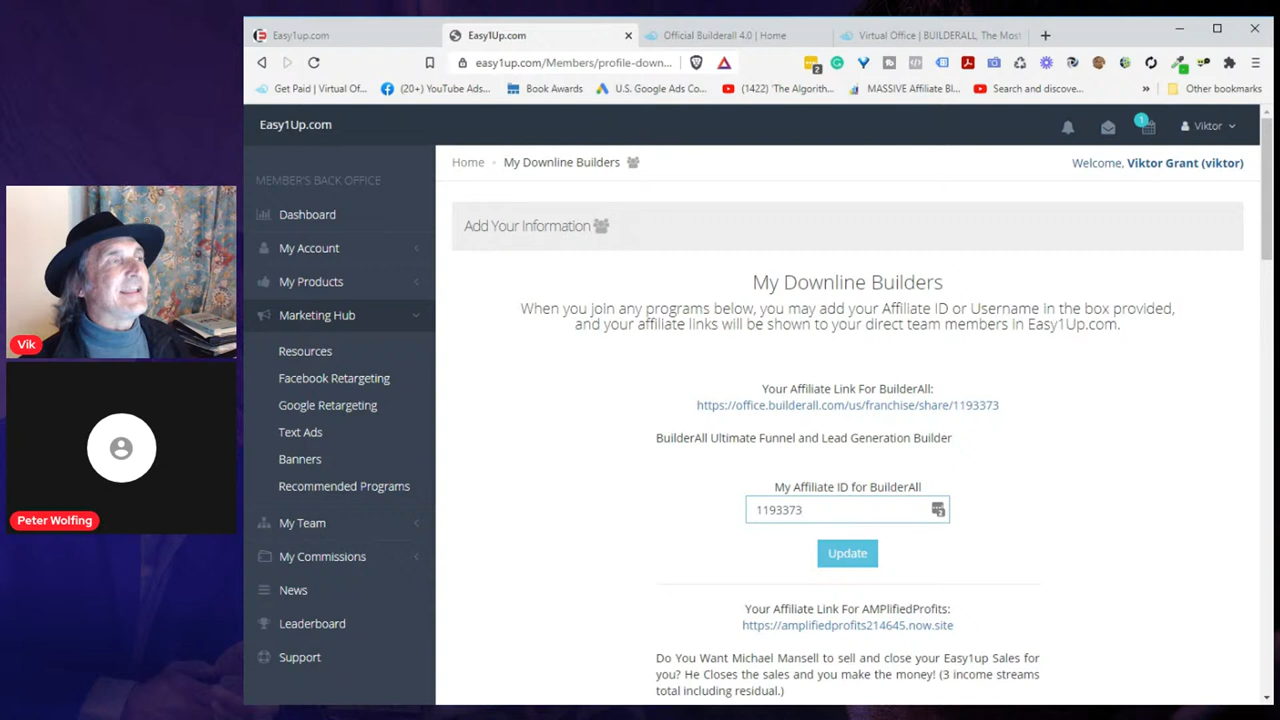 Easy1up.com
Easy1Up.com
Official Builderall 4.0 | Home
Virtual Office | BUILDERALL, The Most
easy1up.com/Members/profile-down...
2
Get Paid | Virtual Of...
(20+) YouTube Ads...
Book Awards
U.S. Google Ads Co...
(1422) 'The Algorith...
MASSIVE Affiliate Bl...
Search and discove...
»
Other bookmarks
Easy1Up.com
1
Viktor
MEMBER'S BACK OFFICE
Home
My Downline Builders
Welcome, Viktor Grant (viktor)
Dashboard
My Account
My Products
Marketing Hub
Resources
Facebook Retargeting
Google Retargeting
Text Ads
Banners
Recommended Programs
My Team
My Commissions
News
Leaderboard
Support
Add Your Information
My Downline Builders
When you join any programs below, you may add your Affiliate ID or Username in the box provided,
and your affiliate links will be shown to your direct team members in Easy1Up.com.
Your Affiliate Link For BuilderAll:
https://office.builderall.com/us/franchise/share/1193373
BuilderAll Ultimate Funnel and Lead Generation Builder
My Affiliate ID for BuilderAll
1193373
Update
Your Affiliate Link For AMPlifiedProfits:
https://amplifiedprofits214645.now.site
Do You Want Michael Mansell to sell and close your Easy1up Sales for
you? He Closes the sales and you make the money! (3 income streams
total including residual.)
Vik
Peter Wolfing